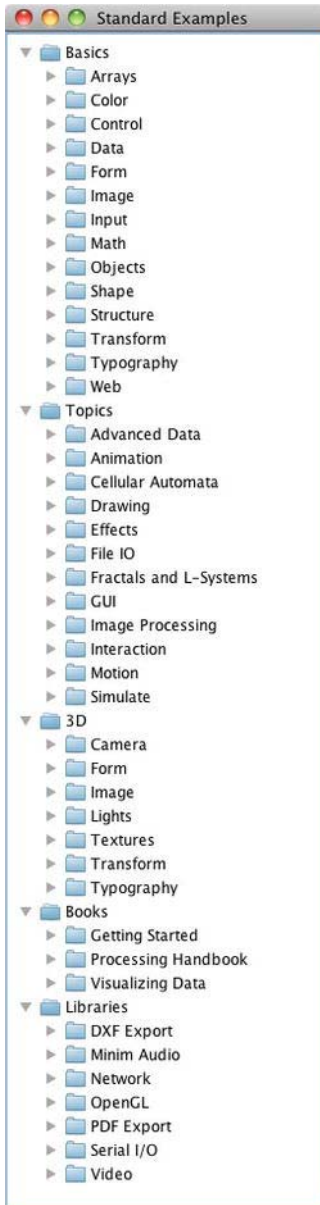 Standard Examples
Basics
Arrays
Color
Control
Data
Form
Image
Input
Math
Objects
Shape
Structure
Transform
Typography
Web
Topics
Advanced Data
Animation
Cellular Automata
Drawing
Effects
File IO
Fractals and L-Systems
GUI
Image Processing
Interaction
Motion
Simulate
3D
Camera
Form
Image
Lights
Textures
Transform
Typography
Books
Getting Started
Processing Handbook
Visualizing Data
Libraries
DXF Export
Minim Audio
Network
OpenGL
PDF Export
Serial I/O
Video